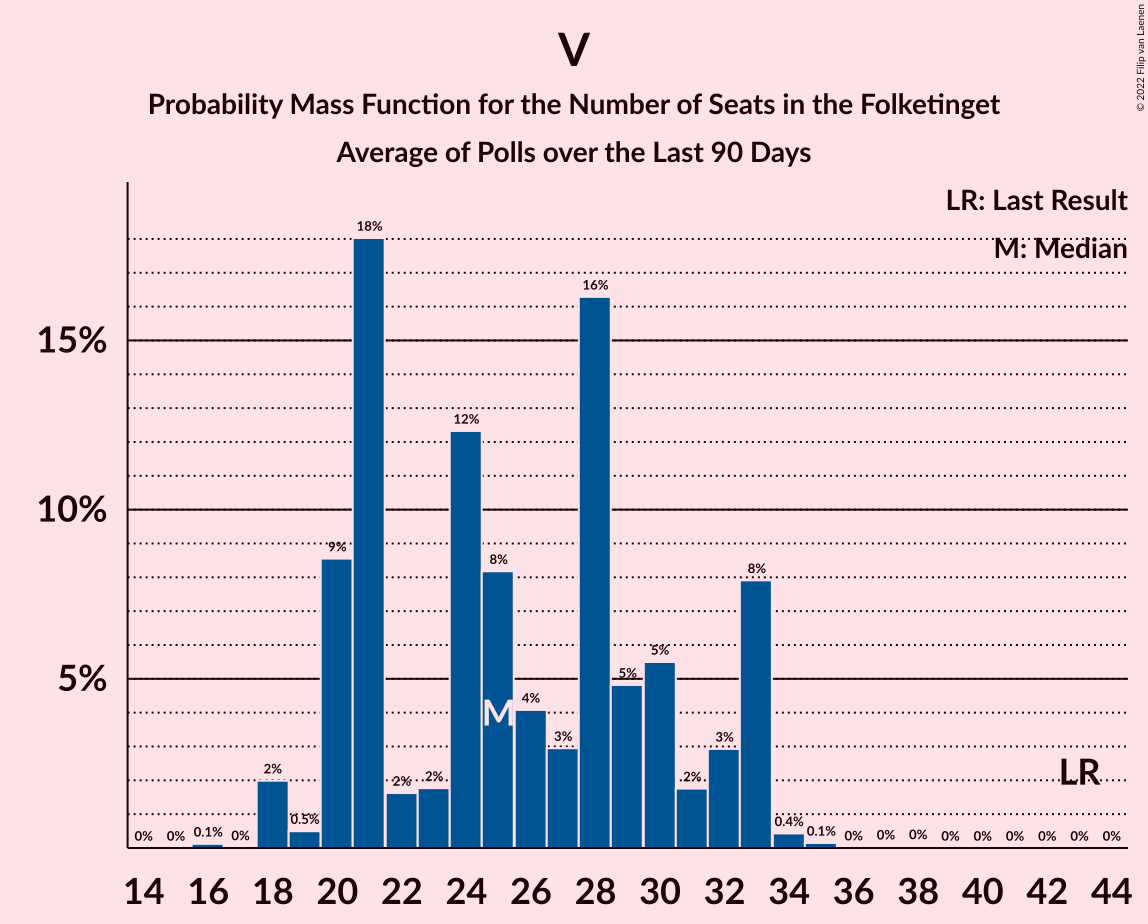 V
Probability Mass Function for the Number of Seats in the Folketinget
Average of Polls over the Last 90 Days
© 2022 Filip van Laenen
LR: Last Result
M: Median
15%
10%
5%
0% 0% 0.1% 0% 2% 0.5% 9% 18% 2% 2% 12% 8% 4% 3% 16% 5% 5% 2% 3% 8% 0.4% 0.1% 0% 0% 0% 0% 0% 0% 0% 0% 0%
M
LR
14 16 18 20 22 24 26 28 30 32 34 36 38 40 42 44